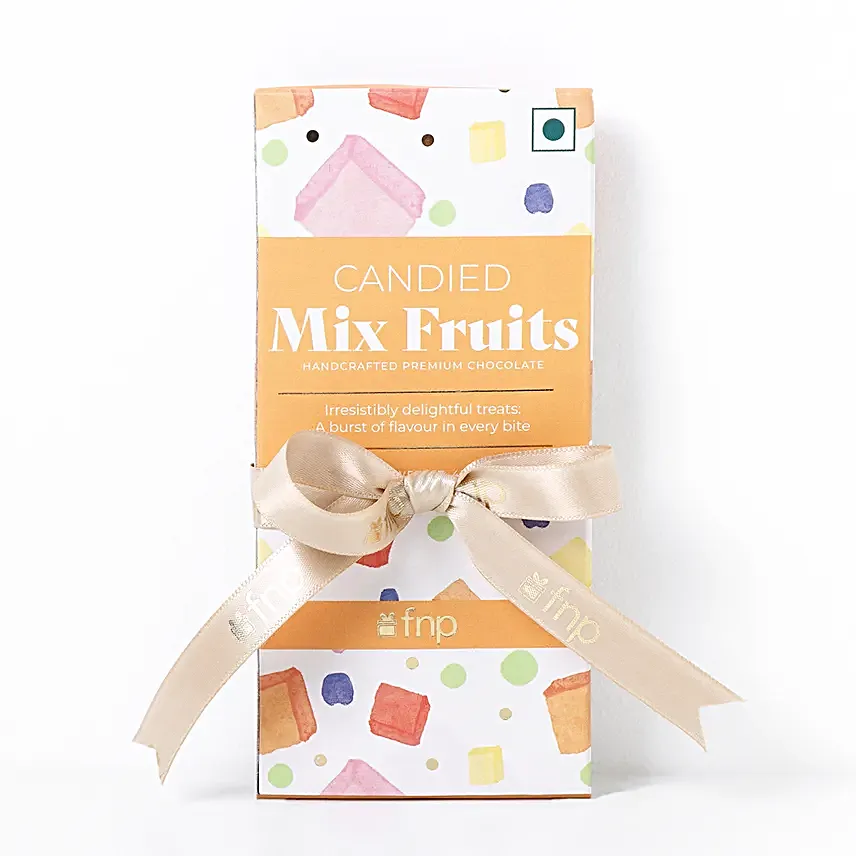 CANDIED
Mix Fruits
HANDCRAFTED PREMIUM CHOCOLATE
Irresistibly delightful treats:
A burst of flavour in every bite
fnp
fnp
fnp